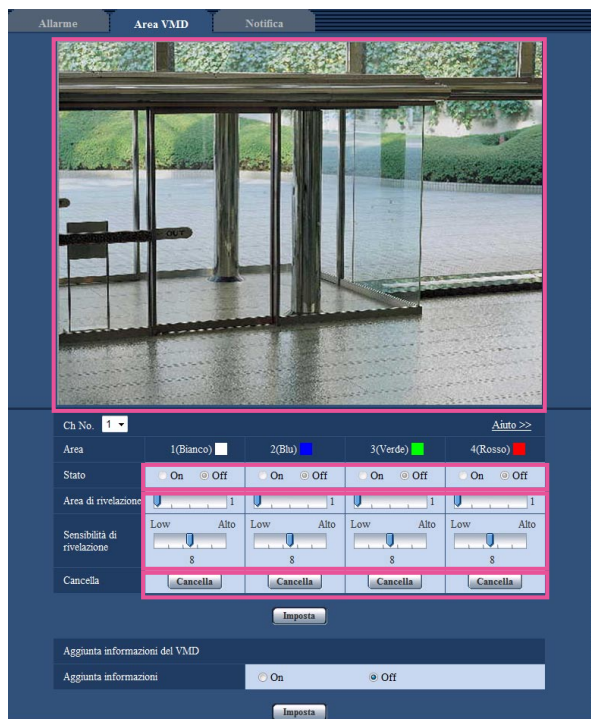 Allarme Area VMD Notifica
OUT
Ch No. 1 Aiuto >>
Area 1(Bianco) 2(Blu) 3(Verde) 4(Rosso)
Stato On Off On Off On Off On Off
Area di rivelazione 1 1 1 1
Sensibilità di rivelazione Low Alto Low Alto Low Alto Low Alto
8 8 8 8
Cancella Cancella Cancella Cancella Cancella
Imposta
Aggiunta informazioni del VMD
Aggiunta informazioni On Off
Imposta